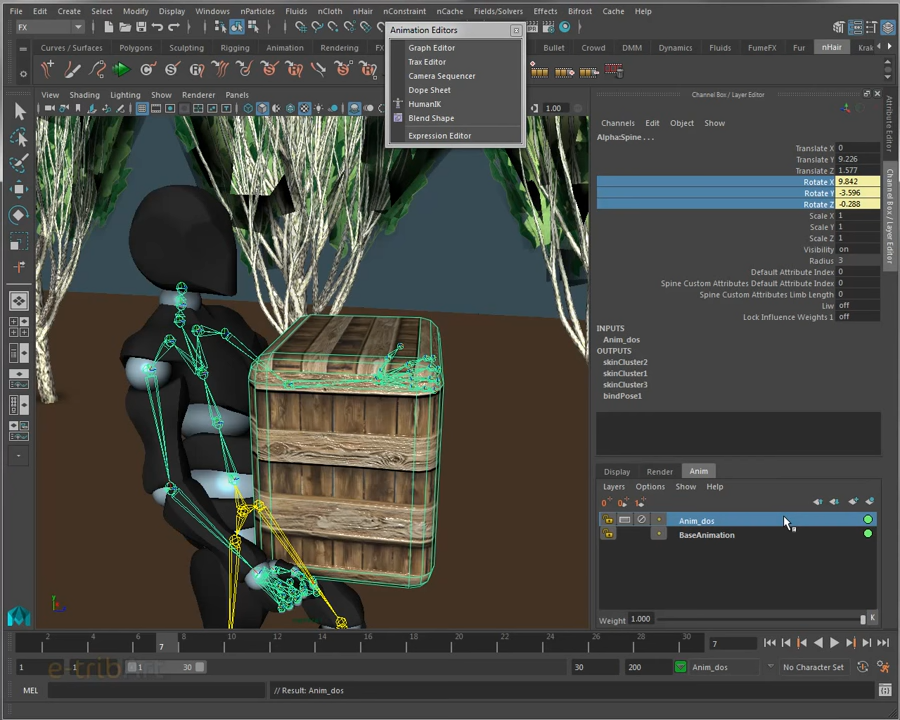 File Edit Create Select Modify Display Windows nParticles Fluids nCloth nHair nConstraint nCache Fields/Solvers Effects Bifrost Cache Help
FX
Animation Editors
Curves / Surfaces Polygons Rigging Animation Rendering Bullet Crowd DMM Dynamics Fluid FumeFX Fur nHair Krak
Graph Editor
Trax Editor
Camera Sequencer
Dope Sheet
HumanIK
Blend Shape
Expression Editor
View Shading Lighting Show Renderer Panels
1.00
Channel Box / Layer Editor
Channels Edit Object Show
Alpha:Spine . . .
Translate X 0
Translate Y 9.226
Translate Z 1.577
Rotate X 9.842
Rotate Y -3.596
Rotate Z -0.288
Scale X 1
Scale Y 1
Scale Z 1
Visibility on
Radius 3
Default Attribute Index 0
Spine Custom Attributes Default Attribute Index 0
Spine Custom Attributes Limb Length 0
Liw off
Lock Influence Weights 1 off
INPUTS
Anim_dos
OUTPUTS
skinCluster2
skinCluster1
skinCluster3
bindPose1
Attribute Editor
Channel Box / Layer Editor
Display Render Anim
Layers Options Show Help
Anim_dos
BaseAnimation
Weight 1.000 K
2 4 6 8 10 12 14 16 18 20 22 24 26 28 30
7
7
1 1 1 30 30 200 Anim_dos No Character Set
MEL // Result: Anim_dos